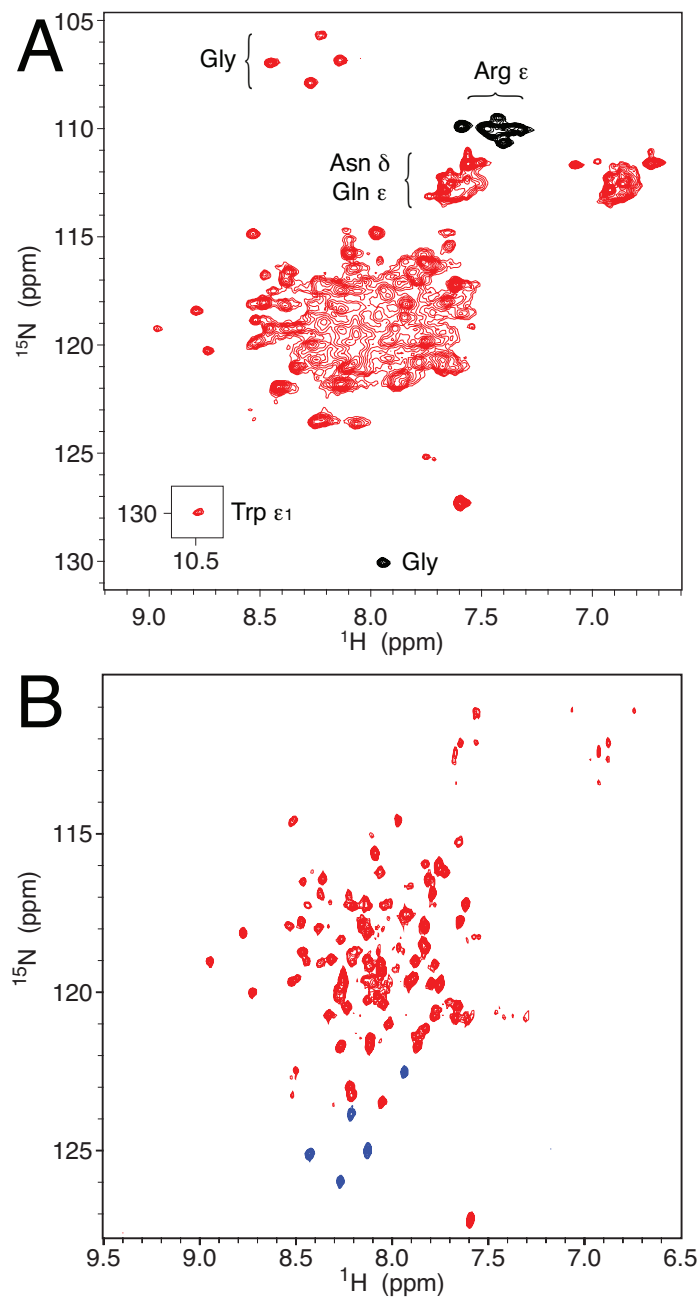 A
105
110
115
120
125
130
¹⁵N (ppm)
Gly
Arg ε
Asn δ
Gln ε
130
10.5
Trp ε1
Gly
9.0 8.5 8.0 7.5 7.0
¹H (ppm)
B
115
120
125
¹⁵N (ppm)
9.5 9.0 8.5 8.0 7.5 7.0 6.5
¹H (ppm)